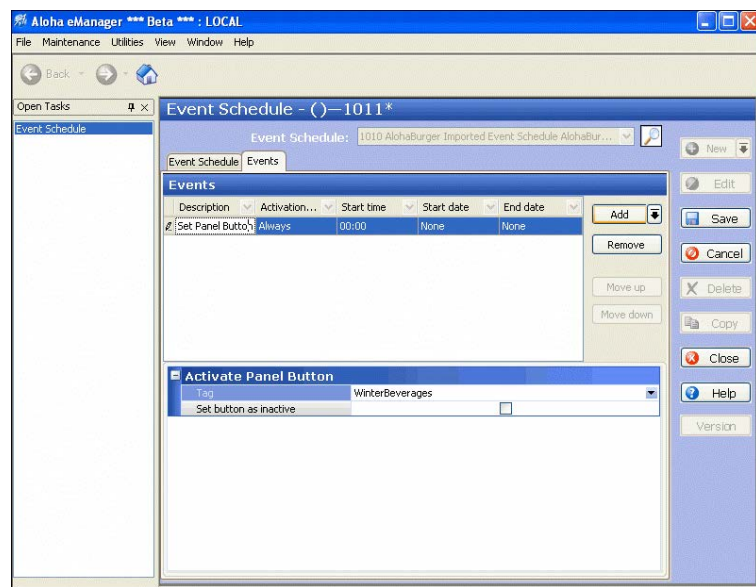 Aloha eManager *** Beta *** : LOCAL
File Maintenance Utilities View Window Help
Back
Open Tasks
Event Schedule
Event Schedule - ()—1011*
Event Schedule: 1010 AlohaBurger Imported Event Schedule AlohaBur...
Event Schedule Events
Events
Description Activation... Start time Start date End date
Set Panel Button Always 00:00 None None
Activate Panel Button
Tag WinterBeverages
Set button as inactive
Add
Remove
Move up
Move down
New
Edit
Save
Cancel
Delete
Copy
Close
Help
Version